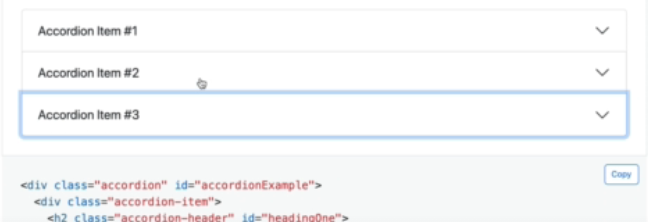 Accordion Item #1
Accordion Item #2
Accordion Item #3
Copy
<div class="accordion" id="accordionExample">
<div class="accordion-item">
<h2 class="accordion-header" id="headingOne">